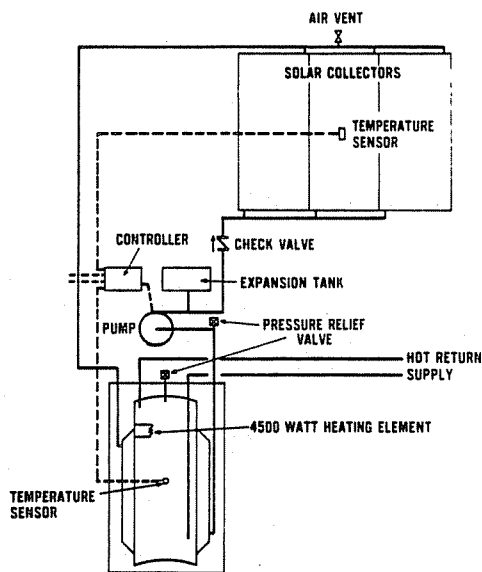 AIR VENT
SOLAR COLLECTORS
TEMPERATURE
SENSOR
CONTROLLER
CHECK VALVE
EXPANSION TANK
PUMP
PRESSURE RELIEF
VALVE
HOT RETURN
SUPPLY
4500 WATT HEATING ELEMENT
TEMPERATURE
SENSOR